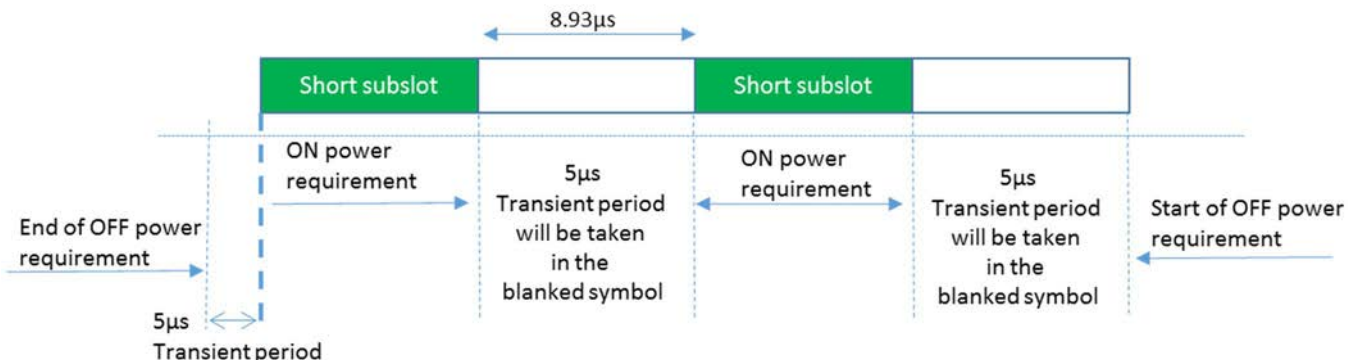 8.93µs
Short subslot
Short subslot
ON power
requirement
5µs
Transient period
will be taken
in the
blanked symbol
ON power
requirement
5µs
Transient period
will be taken
in the
blanked symbol
End of OFF power
requirement
Start of OFF power
requirement
5µs
Transient period